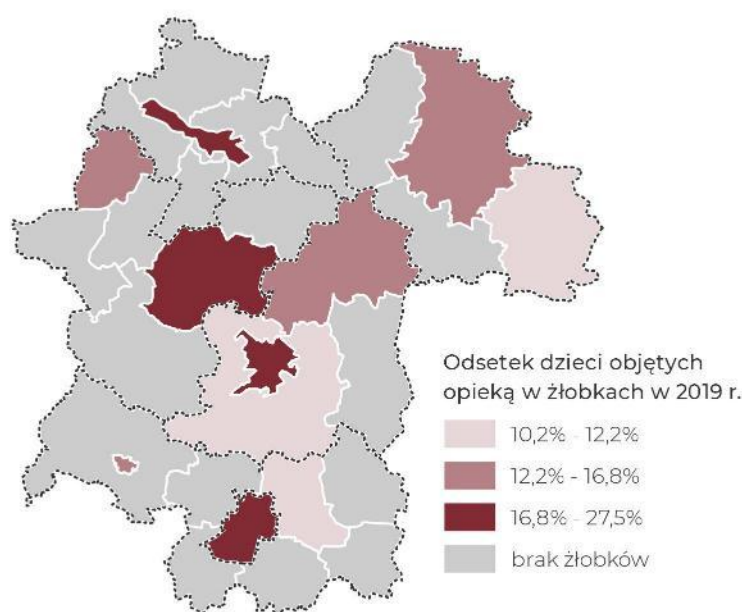 Odsetek dzieci objętych
opieką w żłobkach w 2019 r.
10,2% - 12,2%
12,2% - 16,8%
16,8% - 27,5%
brak żłobków